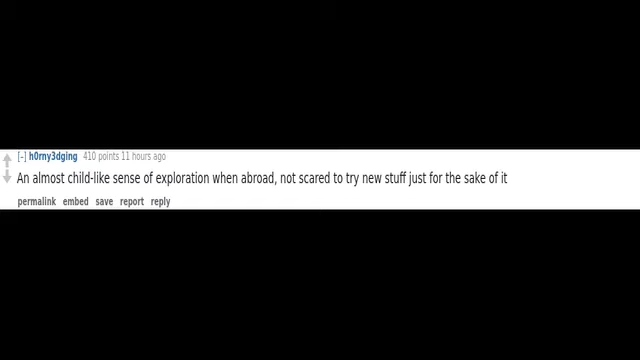 [-] h0rny3dging 410 points 11 hours ago
An almost child-like sense of exploration when abroad, not scared to try new stuff just for the sake of it
permalink embed save report reply